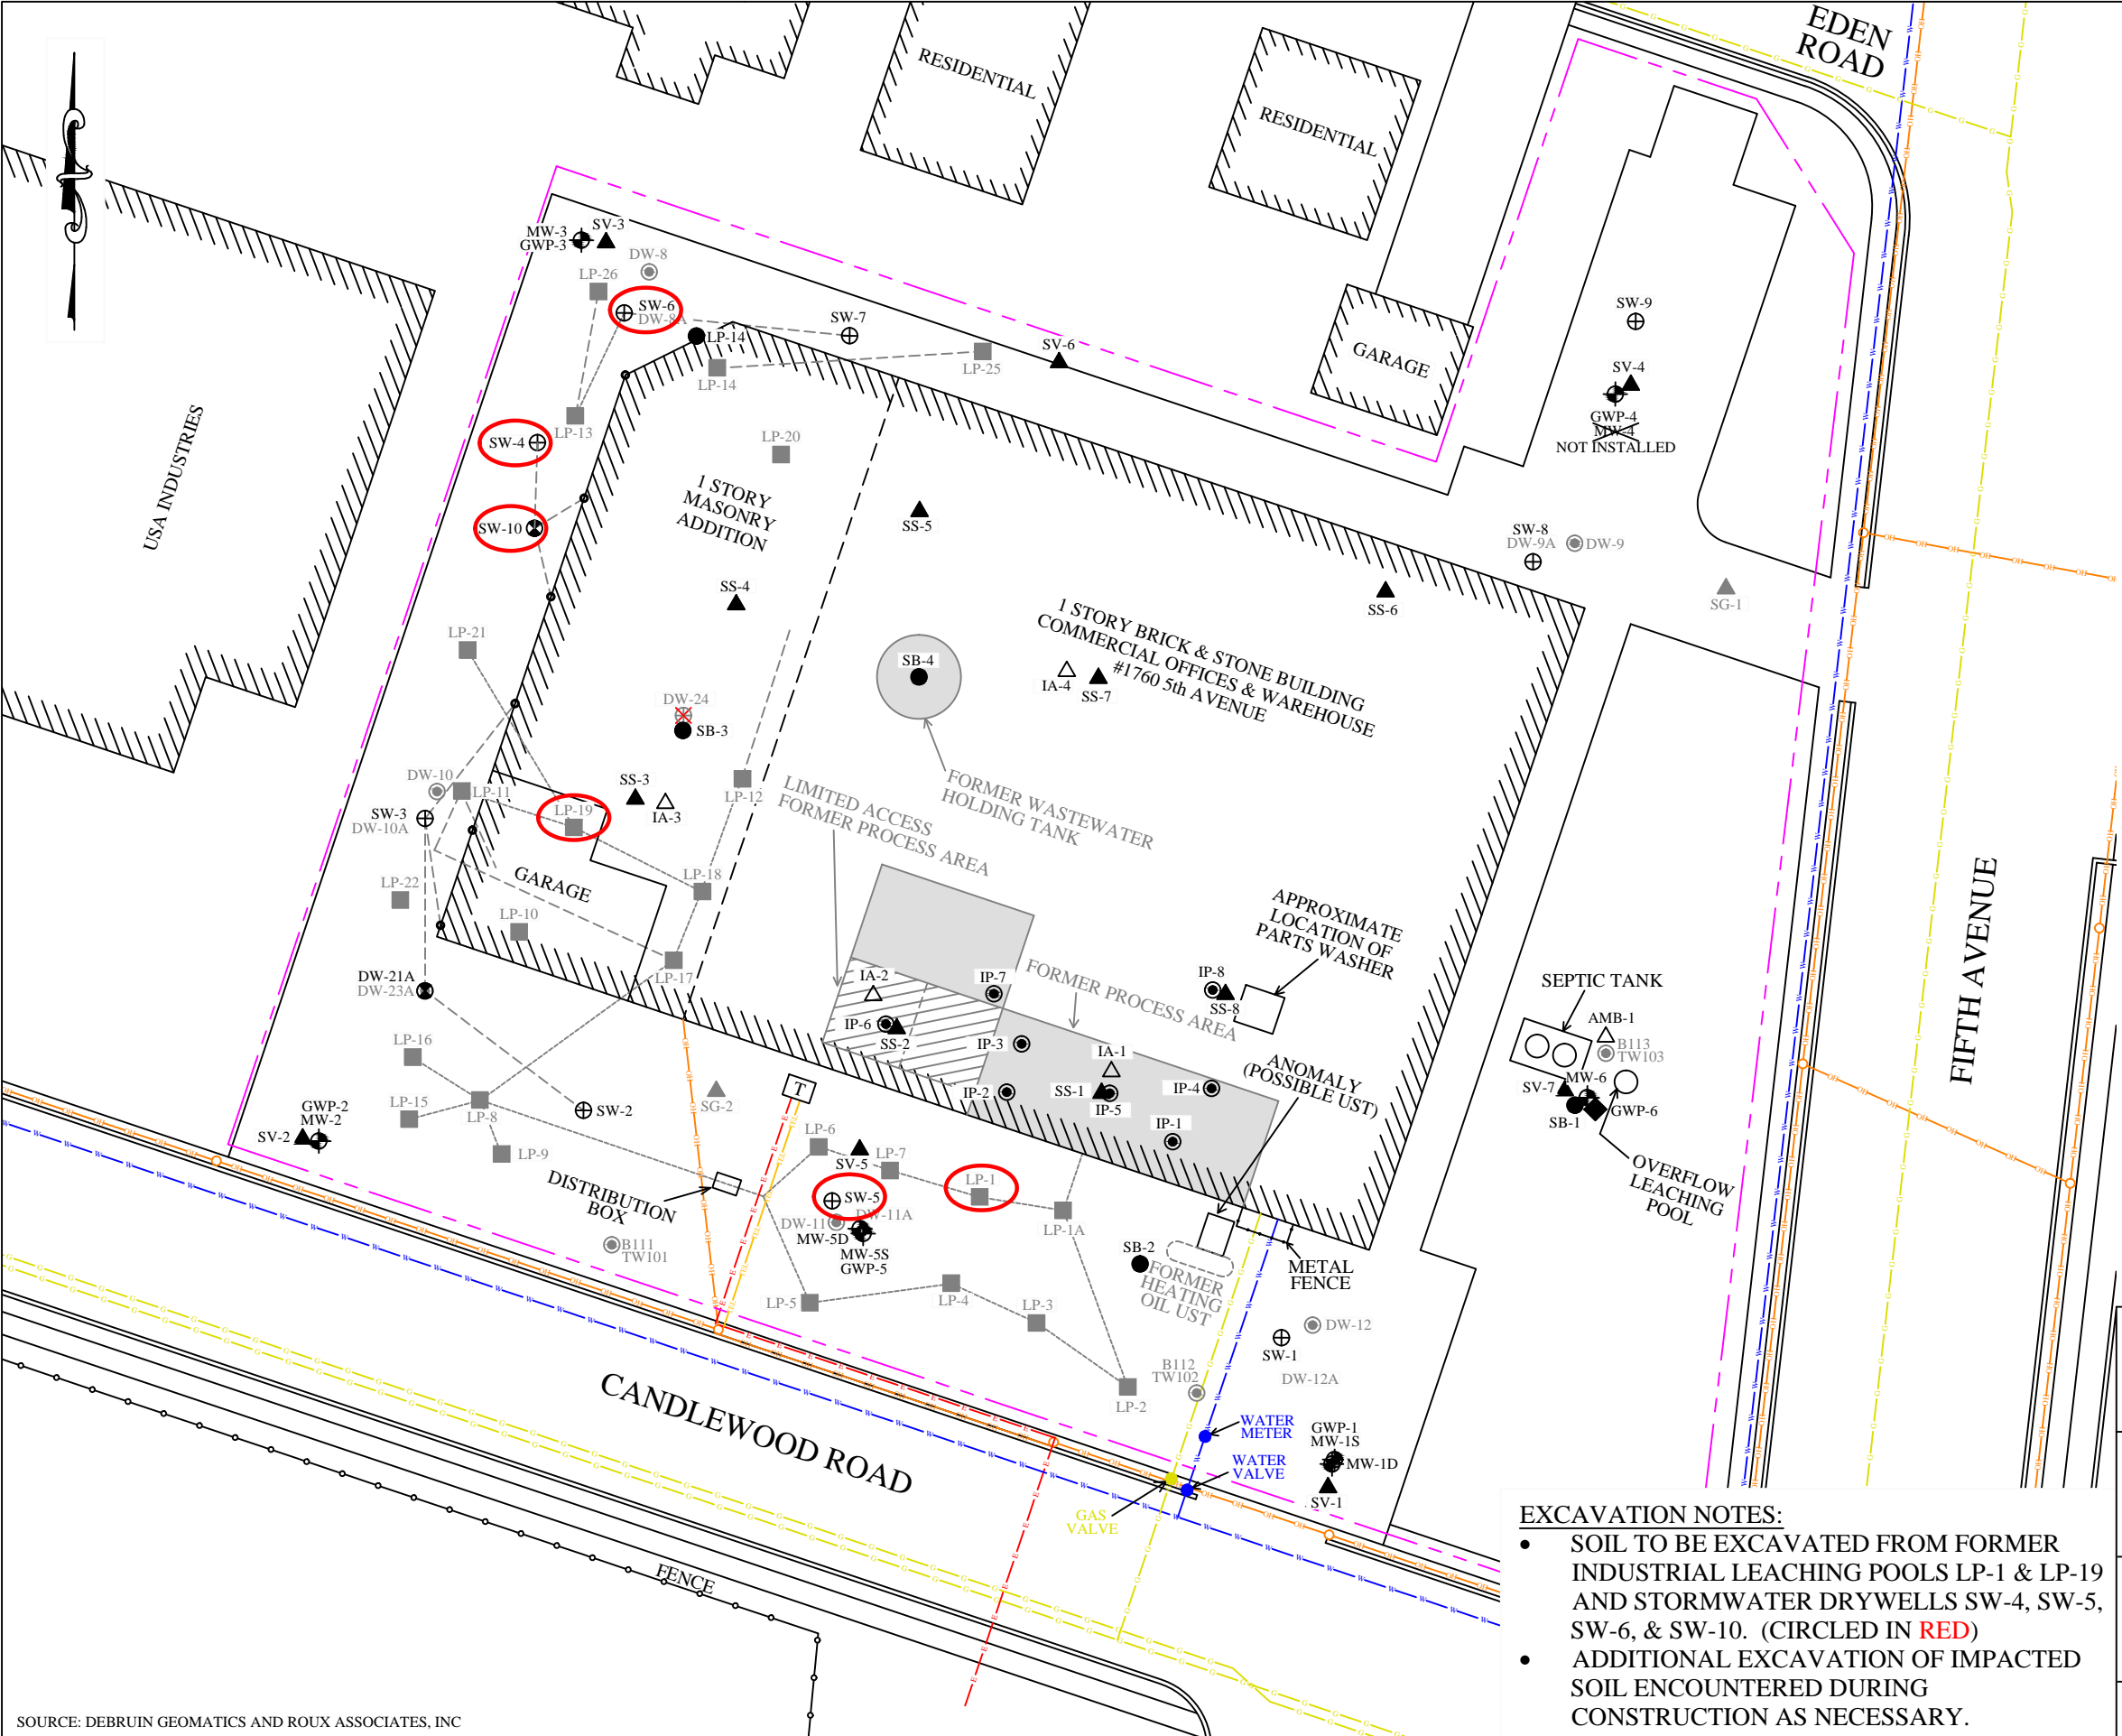 EDEN
ROAD
RESIDENTIAL
RESIDENTIAL
MW-3
GWP-3
SV-3
DW-8
LP-26
SW-6
DW-8A
LP-14
SW-7
LP-14
LP-25
SV-6
GARAGE
SW-9
SV-4
GWP-4
MW-4
NOT INSTALLED
SW-4
LP-13
LP-20
USA INDUSTRIES
1 STORY
MASONRY
ADDITION
SW-10
SS-5
SW-8
DW-9A
DW-9
SS-4
SS-6
SG-1
1 STORY BRICK & STONE BUILDING
COMMERCIAL OFFICES & WAREHOUSE
#1760 5th AVENUE
LP-21
SB-4
IA-4
SS-7
DW-24
SB-3
DW-10
LP-11
SS-3
IA-3
LP-12
LP-19
SW-3
DW-10A
LIMITED ACCESS
FORMER PROCESS AREA
FORMER WASTEWATER
HOLDING TANK
GARAGE
LP-22
LP-18
LP-10
APPROXIMATE
LOCATION OF
PARTS WASHER
FIFTH AVENUE
LP-17
DW-21A
DW-23A
IA-2
IP-7
FORMER PROCESS AREA
IP-8
SS-8
SEPTIC TANK
IP-6
SS-2
IP-3
AMB-1
B113
TW103
LP-16
IA-1
ANOMALY
(POSSIBLE UST)
SV-7
MW-6
GWP-6
SB-1
T
SG-2
IP-2
SS-1
IP-5
IP-4
LP-15
LP-8
SW-2
GWP-2
MW-2
SV-2
IP-1
LP-9
LP-6
SV-5
LP-7
LP-1
OVERFLOW
LEACHING
POOL
DISTRIBUTION
BOX
SW-5
DW-11
DW-11A
MW-5D
MW-5S
GWP-5
LP-1A
B111
TW101
SB-2
METAL
FENCE
FORMER
HEATING
OIL UST
LP-5
LP-4
LP-3
DW-12
SW-1
DW-12A
B112
TW102
LP-2
CANDLEWOOD ROAD
WATER
METER
WATER
VALVE
GWP-1
MW-1S
MW-1D
SV-1
GAS
VALVE
FENCE
EXCAVATION NOTES:
• SOIL TO BE EXCAVATED FROM FORMER
INDUSTRIAL LEACHING POOLS LP-1 & LP-19
AND STORMWATER DRYWELLS SW-4, SW-5,
SW-6, & SW-10. (CIRCLED IN RED)
• ADDITIONAL EXCAVATION OF IMPACTED
SOIL ENCOUNTERED DURING
CONSTRUCTION AS NECESSARY.
SOURCE: DEBRUIN GEOMATICS AND ROUX ASSOCIATES, INC